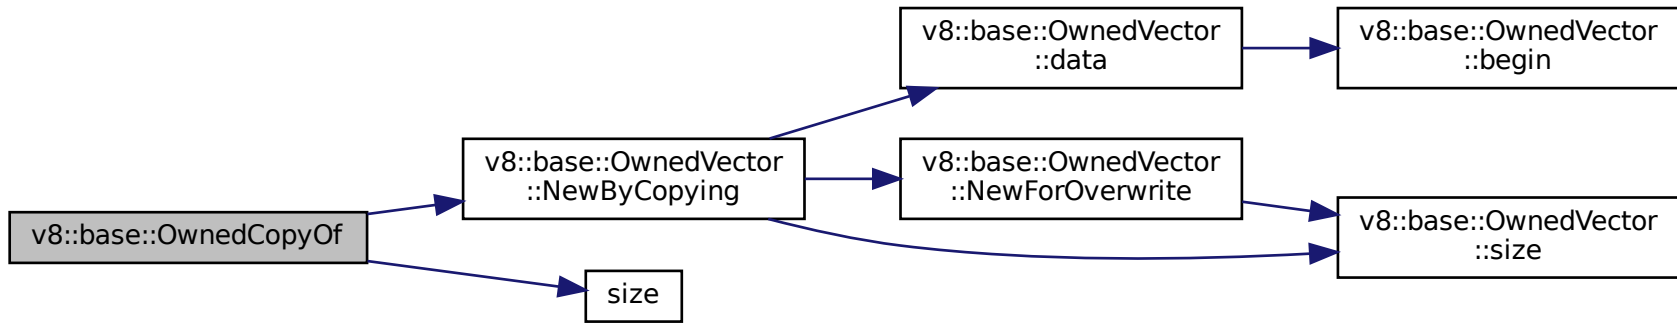 v8::base::OwnedCopyOf
v8::base::OwnedVector
::NewByCopying
size
v8::base::OwnedVector
::data
v8::base::OwnedVector
::NewForOverwrite
v8::base::OwnedVector
::begin
v8::base::OwnedVector
::size